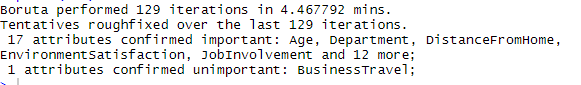 Boruta performed 129 iterations in 4.467792 mins.
Tentatives roughfixed over the last 129 iterations.
17 attributes confirmed important: Age, Department, DistanceFromHome,
EnvironmentSatisfaction, JobInvolvement and 12 more;
1 attributes confirmed unimportant: BusinessTravel;
>